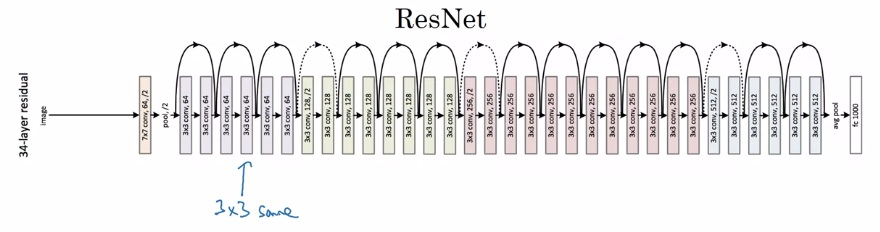 ResNet
34-layer residual
image
7x7 conv, 64, /2
pool, /2
3x3 conv, 64
3x3 conv, 64
3x3 conv, 64
3x3 conv, 64
3x3 conv, 64
3x3 conv, 64
3x3 conv, 128, /2
3x3 conv, 128
3x3 conv, 128
3x3 conv, 128
3x3 conv, 128
3x3 conv, 128
3x3 conv, 128
3x3 conv, 128
3x3 conv, 256, /2
3x3 conv, 256
3x3 conv, 256
3x3 conv, 256
3x3 conv, 256
3x3 conv, 256
3x3 conv, 256
3x3 conv, 256
3x3 conv, 256
3x3 conv, 256
3x3 conv, 256
3x3 conv, 256
3x3 conv, 512, /2
3x3 conv, 512
3x3 conv, 512
3x3 conv, 512
3x3 conv, 512
3x3 conv, 512
avg pool
fc 1000
3x3 same